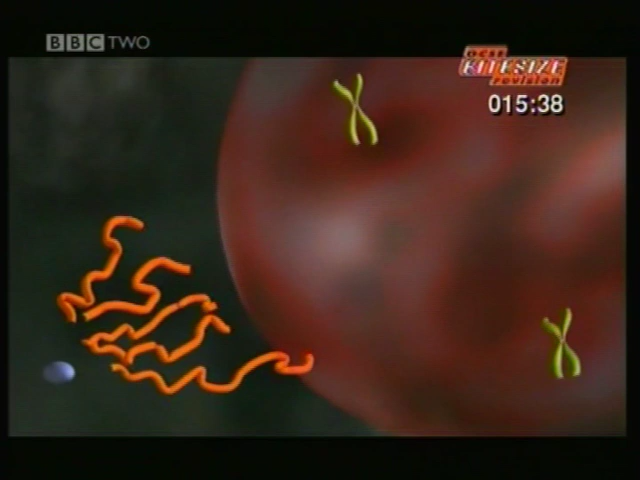 BBC TWO
GCSE
BITESIZE
revision
015:38